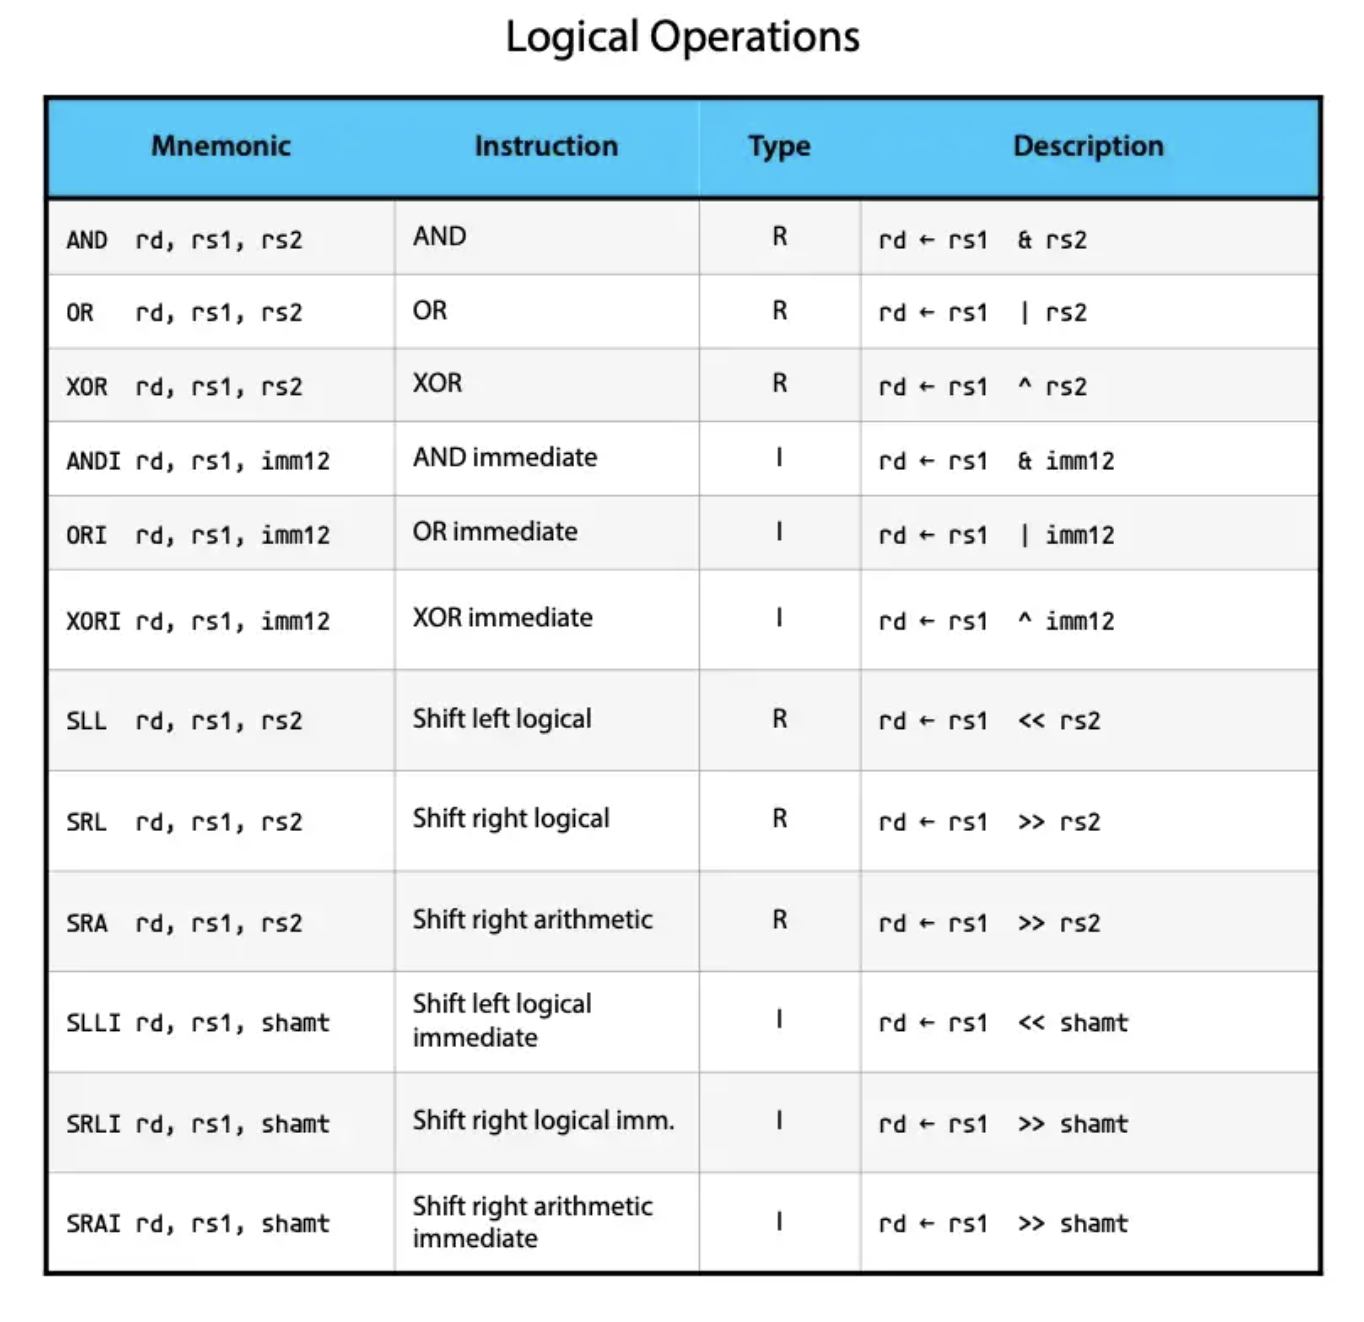 Logical Operations
Mnemonic Instruction Type Description
AND rd, rs1, rs2 AND R rd ← rs1 & rs2
OR rd, rs1, rs2 OR R rd ← rs1 | rs2
XOR rd, rs1, rs2 XOR R rd ← rs1 ^ rs2
ANDI rd, rs1, imm12 AND immediate I rd ← rs1 & imm12
ORI rd, rs1, imm12 OR immediate I rd ← rs1 | imm12
XORI rd, rs1, imm12 XOR immediate I rd ← rs1 ^ imm12
SLL rd, rs1, rs2 Shift left logical R rd ← rs1 << rs2
SRL rd, rs1, rs2 Shift right logical R rd ← rs1 >> rs2
SRA rd, rs1, rs2 Shift right arithmetic R rd ← rs1 >> rs2
SLLI rd, rs1, shamt Shift left logical immediate I rd ← rs1 << shamt
SRLI rd, rs1, shamt Shift right logical imm. I rd ← rs1 >> shamt
SRAI rd, rs1, shamt Shift right arithmetic immediate I rd ← rs1 >> shamt